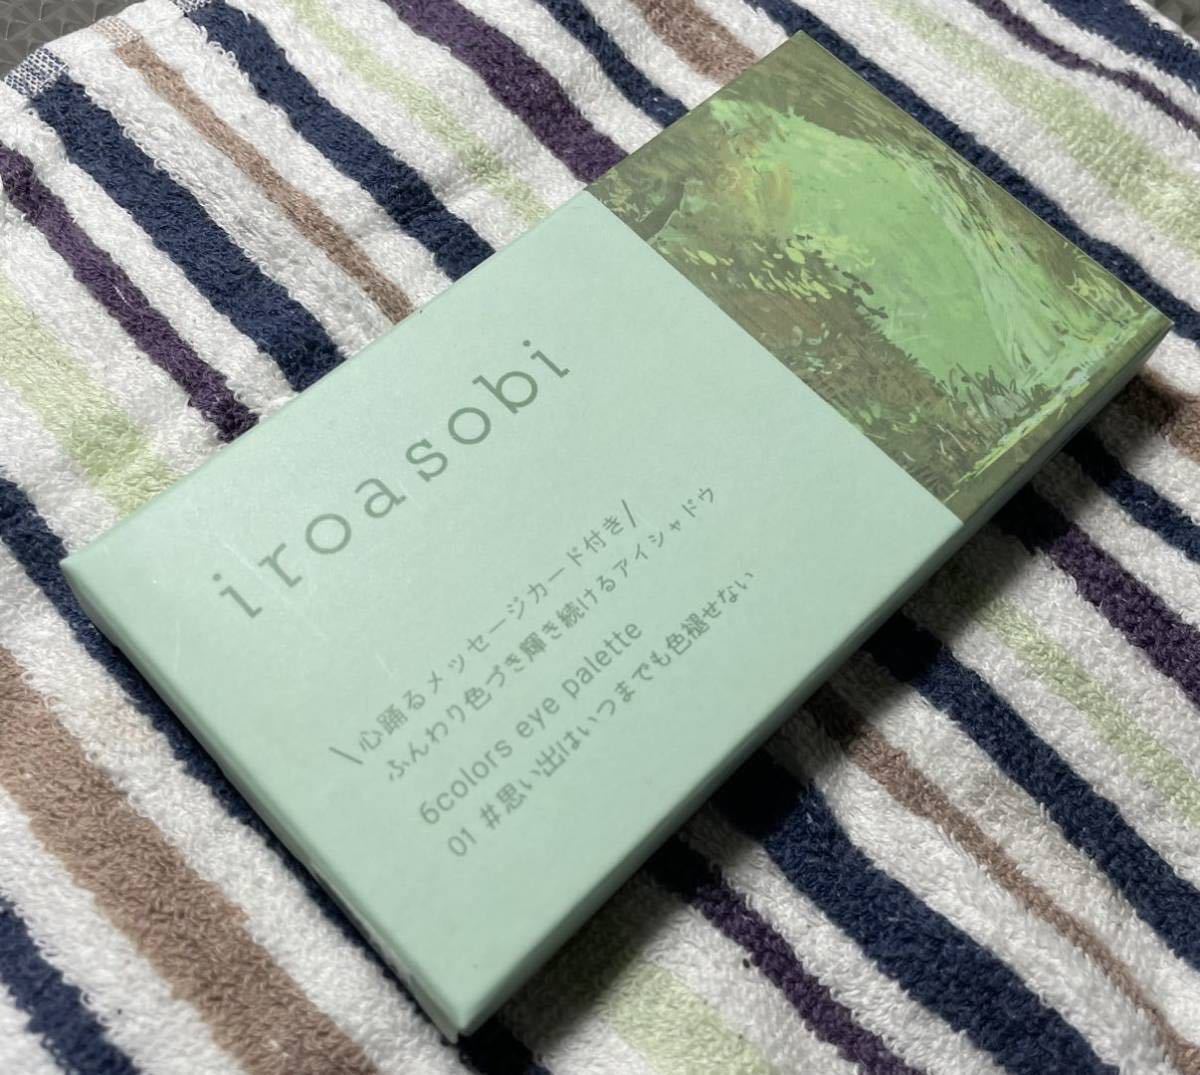 iroasobi
\心踊るメッセージカード付き/
ふんわり色づき輝き続けるアイシャドウ
6colors eye palette
01 #思い出はいつまでも色褪せない